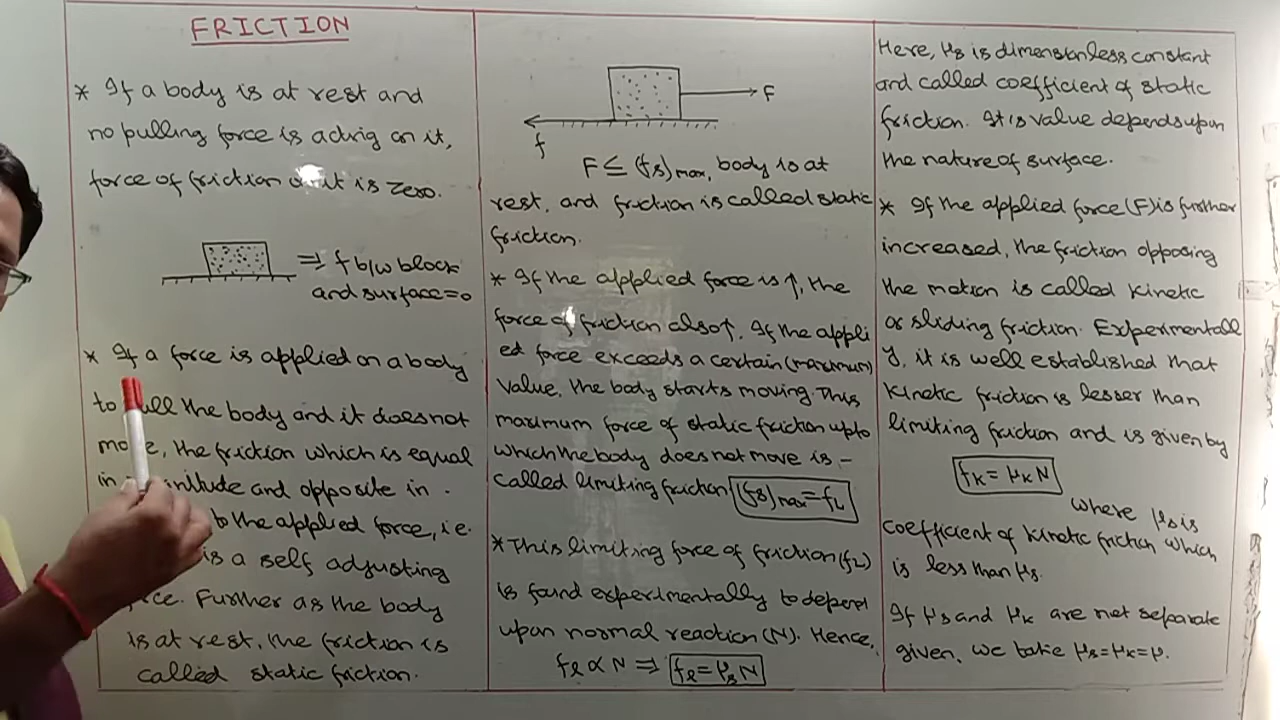 FRICTION
* If a body is at rest and
no pulling force is acting on it,
force of friction on it is zero.
⇒ f b/w block
and surface=0
* If a force is applied on a body
to pull the body and it does not
move, the friction which is equal
in magnitude and opposite in
to the applied force, i.e.
is a self adjusting
force. Further as the body
is at rest, the friction is
called static friction.
F
f
F ≤ (fs)max, body is at
rest, and friction is called static
friction.
* If the applied force is ↑, the
force of friction also ↑. If the appli
ed force exceeds a certain (maximum)
value, the body starts moving. This
maximum force of static friction upto
which the body does not move is -
called limiting friction (fs)max = fL
* This limiting force of friction (fL)
is found experimentally to depend
upon normal reaction (N). Hence,
fl ∝ N ⇒ fl = μsN
Here, μs is dimensionless constant
and called coefficient of static
friction. It is value depends upon
the nature of surface.
* If the applied force (F) is further
increased, the friction opposing
the motion is called kinetic
or sliding friction. Experimentall
y, it is well established that
kinetic friction is lesser than
limiting friction and is given by
fk = μkN
where μs is
coefficient of kinetic friction which
is less than μs.
If μs and μk are not separate
given, we take μs=μk=μ.